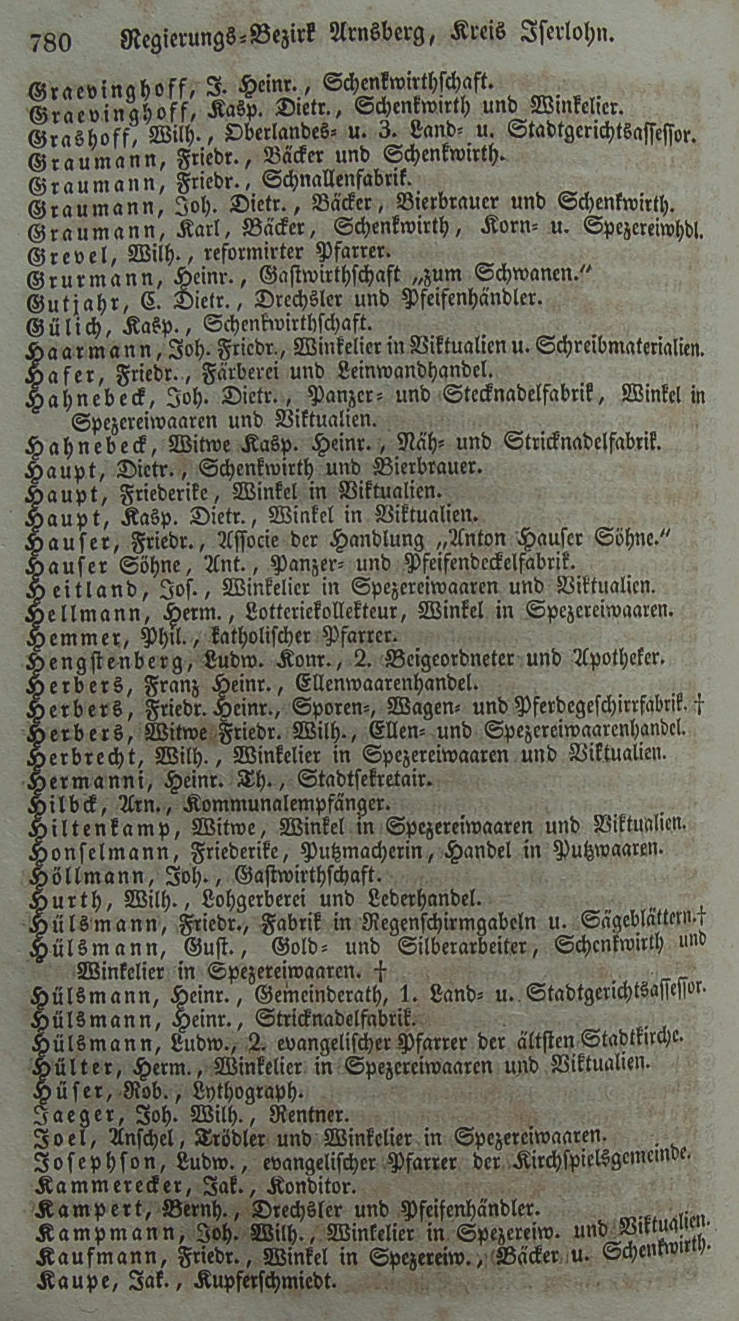 780 Regierungs-Bezirk Arnsberg, Kreis Iserlohn.
Graevinghoff, J. Heinr., Schenkwirthschaft.
Graevinghoff, Kasp. Dietr., Schenkwirth und Winkelier.
Grashoff, Wilh., Oberlandes- u. 3. Land- u. Stadtgerichtsassessor.
Graumann, Friedr., Bäcker und Schenkwirth.
Graumann, Friedr., Schnallenfabrik.
Graumann, Joh. Dietr., Bäcker, Bierbrauer und Schenkwirth.
Graumann, Karl, Bäcker, Schenkwirth, Korn- u. Spezereiwhdl.
Grevel, Wilh., reformirter Pfarrer.
Grurmann, Heinr., Gastwirthschaft „zum Schwanen.“
Gutjahr, C. Dietr., Drechsler und Pfeifenhändler.
Gülich, Kasp., Schenkwirthschaft.
Haarmann, Joh. Friedr., Winkelier in Viktualien u. Schreibmaterialien.
Hafer, Friedr., Färberei und Leinwandhandel.
Hahnebeck, Joh. Dietr., Panzer- und Stecknadelfabrik, Winkel in
Spezereiwaaren und Viktualien.
Hahnebeck, Witwe Kasp. Heinr., Näh- und Stricknadelfabrik.
Haupt, Dietr., Schenkwirth und Bierbrauer.
Haupt, Friederike, Winkel in Viktualien.
Haupt, Kasp. Dietr., Winkel in Viktualien.
Hauser, Friedr., Associe der Handlung „Anton Hauser Söhne.“
Hauser Söhne, Ant., Panzer- und Pfeifendeckelfabrik.
Heitland, Jos., Winkelier in Spezereiwaaren und Viktualien.
Hellmann, Herm., Lotteriekollekteur, Winkel in Spezereiwaaren.
Hemmer, Phil., katholischer Pfarrer.
Hengstenberg, Ludw. Konr., 2. Beigeordneter und Apotheker.
Herbers, Franz Heinr., Ellenwaarenhandel.
Herbers, Friedr. Heinr., Sporen-, Wagen- und Pferdegeschirrfabrik. †
Herbers, Witwe Friedr. Wilh., Ellen- und Spezereiwaarenhandel.
Herbrecht, Wilh., Winkelier in Spezereiwaaren und Viktualien.
Hermanni, Heinr. Th., Stadtsekretair.
Hilbck, Arn., Kommunalempfänger.
Hiltenkamp, Witwe, Winkel in Spezereiwaaren und Viktualien.
Honselmann, Friederike, Putzmacherin, Handel in Putzwaaren.
Höllmann, Joh., Gastwirthschaft.
Hurth, Wilh., Lohgerberei und Lederhandel.
Hülsmann, Friedr., Fabrik in Regenschirmgabeln u. Sägeblättern.†
Hülsmann, Gust., Gold- und Silberarbeiter, Schenkwirth und
Winkelier in Spezereiwaaren. †
Hülsmann, Heinr., Gemeinderath, 1. Land- u. Stadtgerichtsassessor.
Hülsmann, Heinr., Stricknadelfabrik.
Hülsmann, Ludw., 2. evangelischer Pfarrer der ältsten Stadtkirche.
Hülter, Herm., Winkelier in Spezereiwaaren und Viktualien.
Hüser, Rob., Lythograph.
Jaeger, Joh. Wilh., Rentner.
Joel, Anschel, Trödler und Winkelier in Spezereiwaaren.
Josephson, Ludw., evangelischer Pfarrer der Kirchspielsgemeinde.
Kammerecker, Jak., Konditor.
Kampert, Bernh., Drechsler und Pfeifenhändler.
Kampmann, Joh. Wilh., Winkelier in Spezereiw. und Viktualien.
Kaufmann, Friedr., Winkel in Spezereiw., Bäcker u. Schenkwirth.
Kaupe, Jak., Kupferschmiedt.